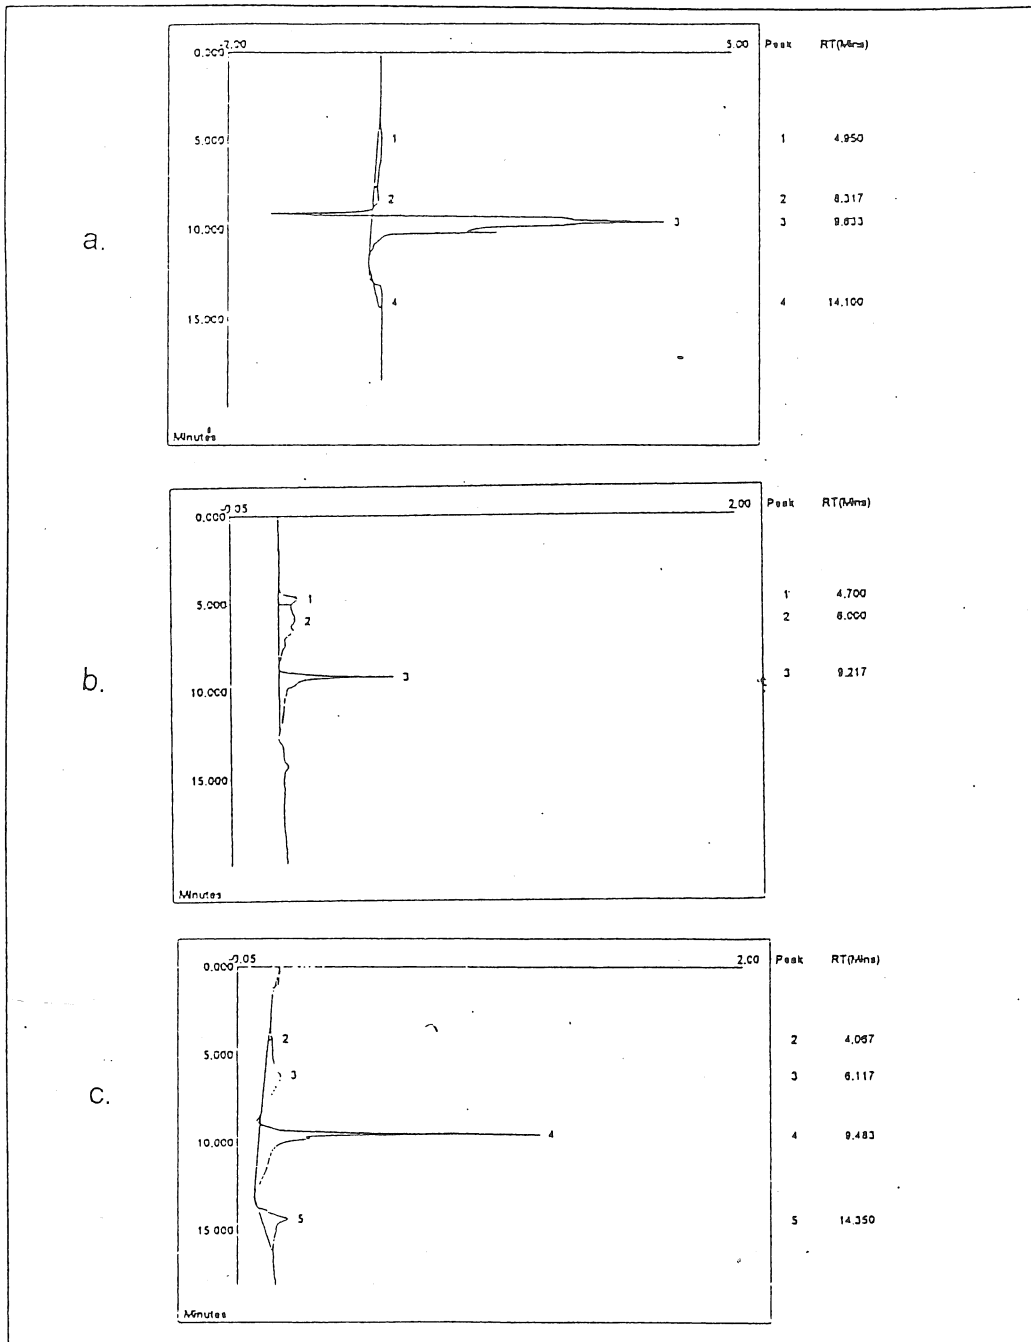 a.
-2.00 5.00 Peak RT(Mins)
0.000
5.000 1 1 4.950
2 2 8.317
10.000 3 3 9.633
4 4 14.100
15.000
Minutes
b.
-0.05 2.00 Peak RT(Mins)
0.000
1 1 4.700
5.000
2 2 6.000
3 3 9.217
10.000
15.000
Minutes
c.
-0.05 2.00 Peak RT(Mins)
0.000
2 2 4.067
5.000
3 3 6.117
10.000 4 4 9.483
5 5 14.350
15.000
Minutes